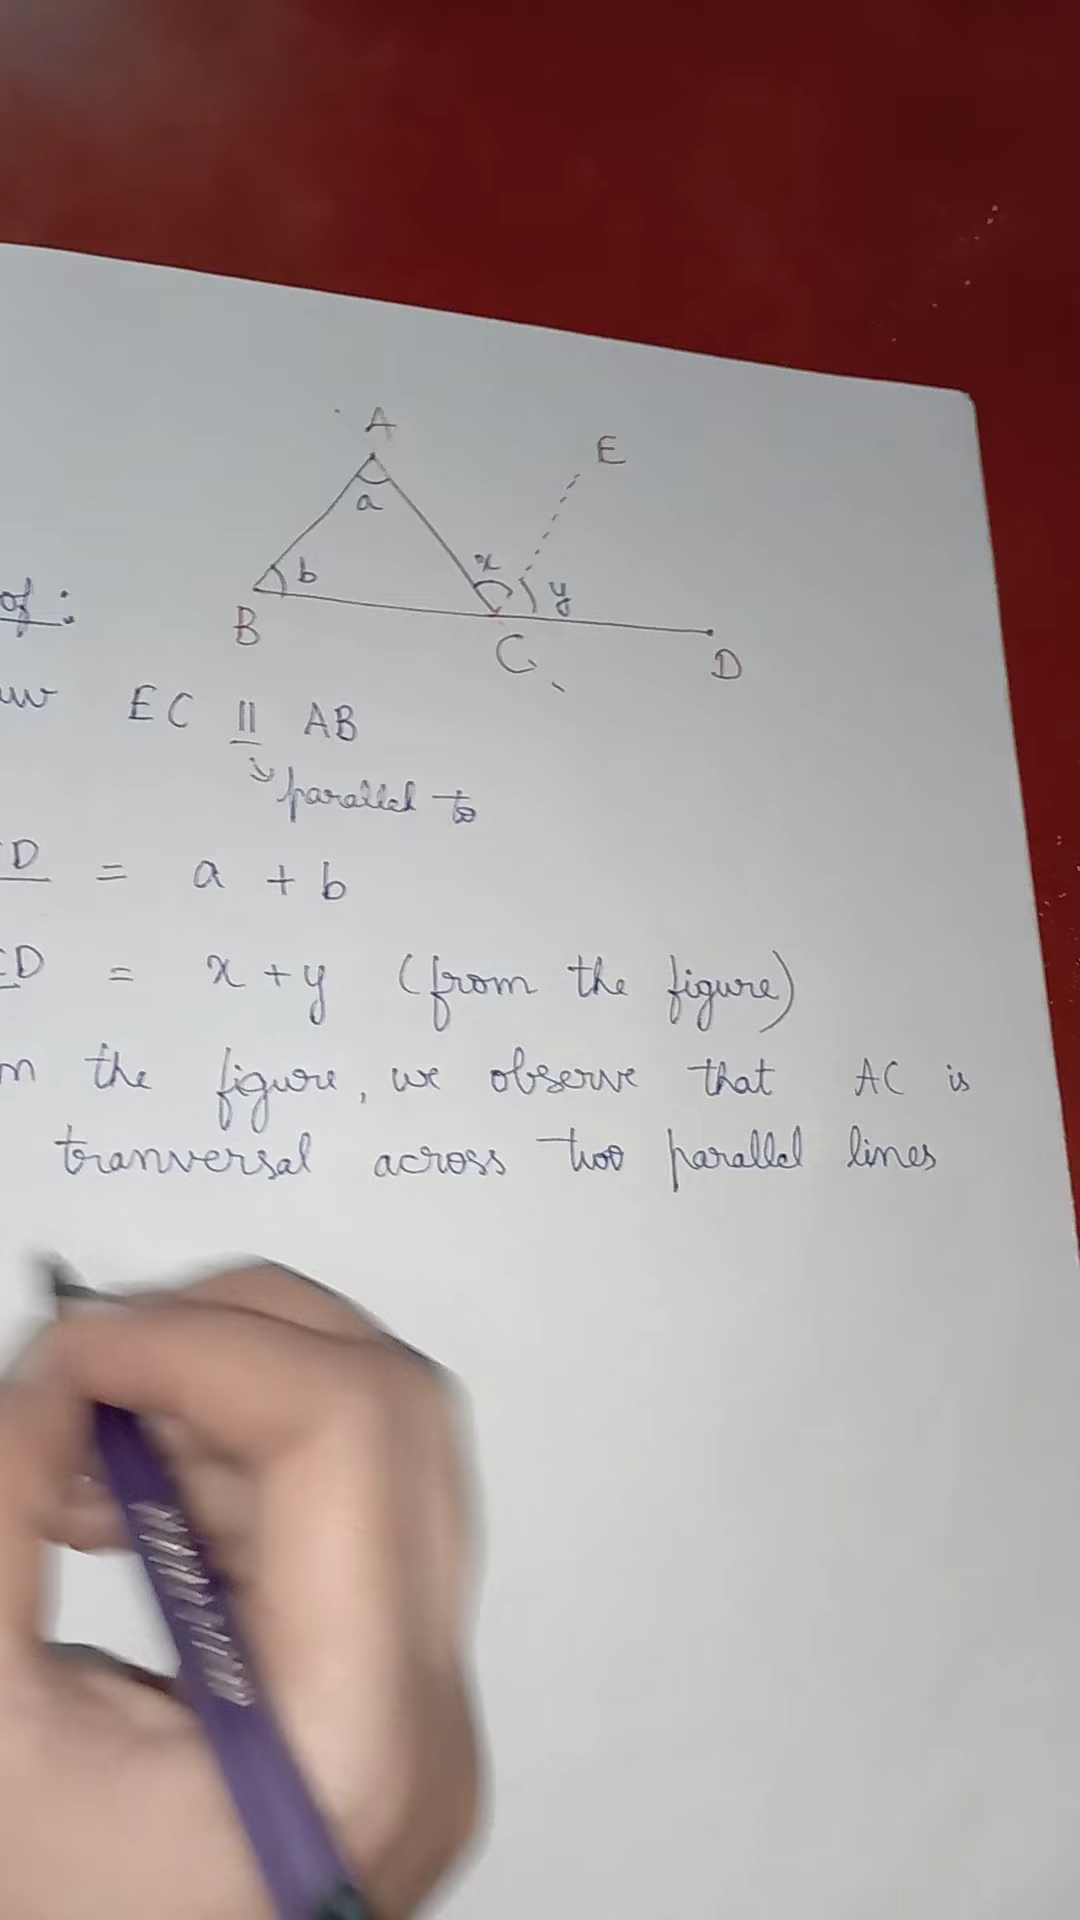 A
E
a
x
b
y
B
C
D
of :
EC || AB
parallel to
D = a + b
CD = x + y (from the figure)
the figure, we observe that AC is
tranversal across two parallel lines